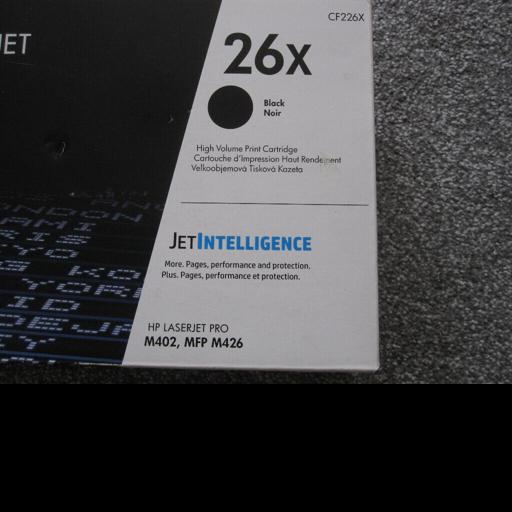 CF226X
JET
26x
Black
Noir
High Volume Print Cartridge
Cartouche d'Impression Haut Rendement
Velkoobjemová Tisková Kazeta
JETINTELLIGENCE
More. Pages, performance and protection.
Plus. Pages, performance et protection.
HP LASERJET PRO
M402, MFP M426